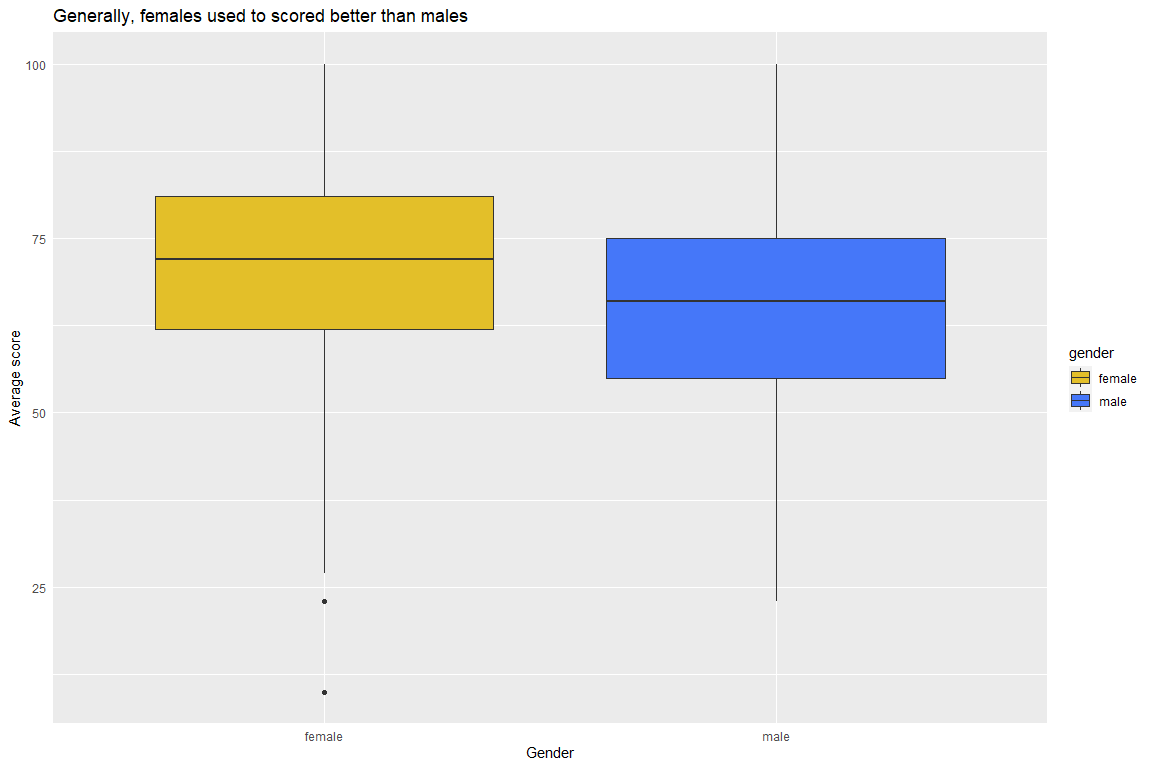 Generally, females used to scored better than males
100
75
50
25
Average score
female
male
Gender
gender
female
male